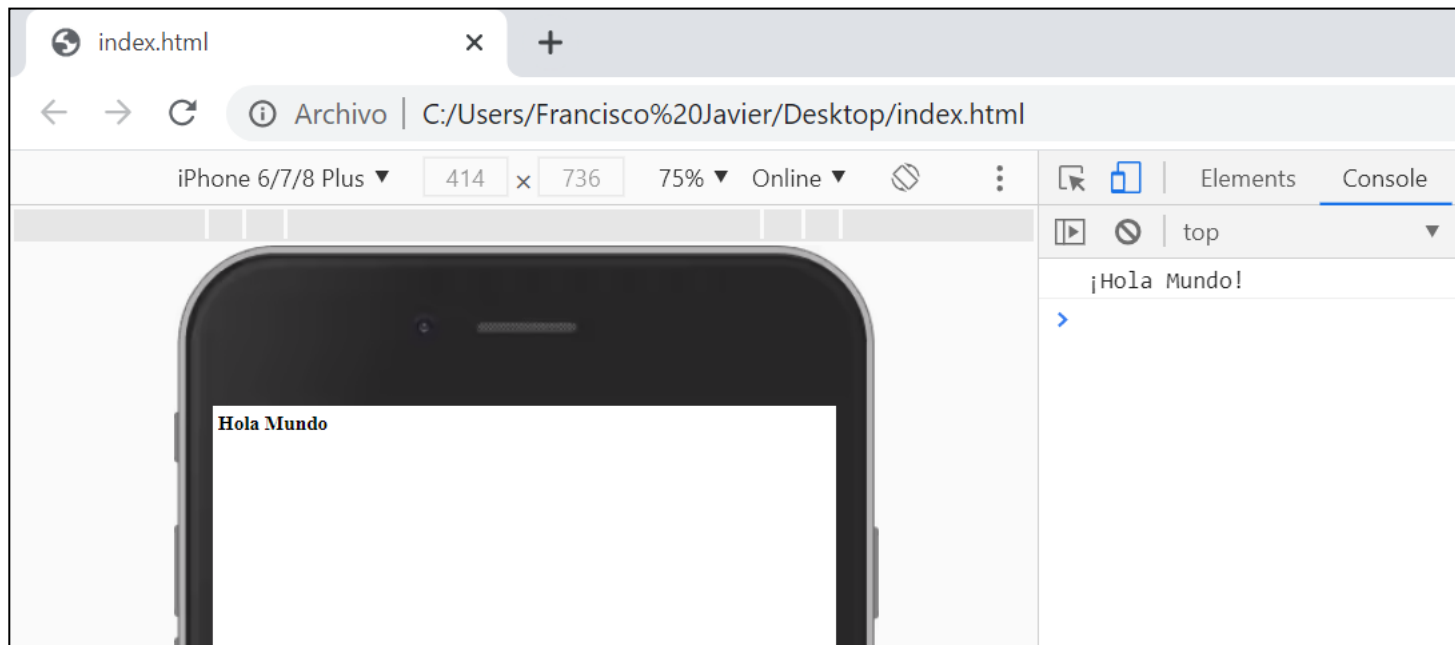 index.html
Archivo | C:/Users/Francisco%20Javier/Desktop/index.html
iPhone 6/7/8 Plus ▼ 414 × 736 75% ▼ Online ▼
Elements Console
top ▼
¡Hola Mundo!
Hola Mundo